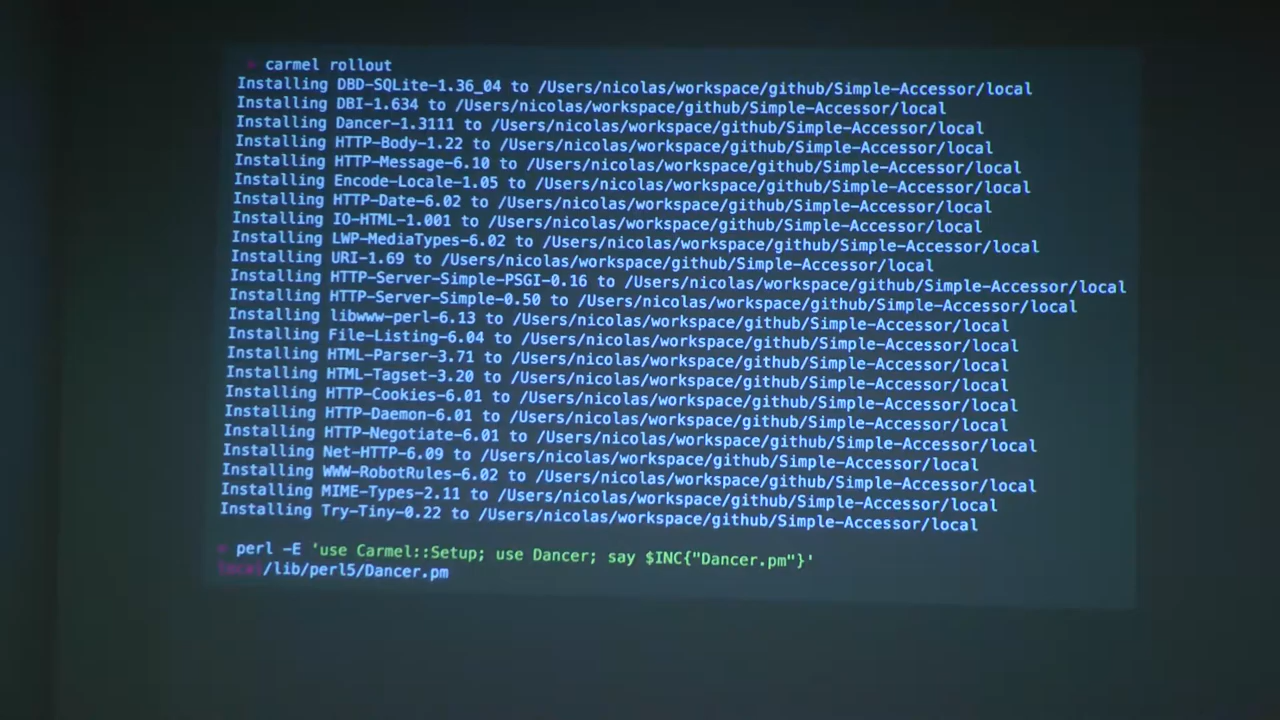 carmel rollout
Installing DBD-SQLite-1.36_04 to /Users/nicolas/workspace/github/Simple-Accessor/local
Installing DBI-1.634 to /Users/nicolas/workspace/github/Simple-Accessor/local
Installing Dancer-1.3111 to /Users/nicolas/workspace/github/Simple-Accessor/local
Installing HTTP-Body-1.22 to /Users/nicolas/workspace/github/Simple-Accessor/local
Installing HTTP-Message-6.10 to /Users/nicolas/workspace/github/Simple-Accessor/local
Installing Encode-Locale-1.05 to /Users/nicolas/workspace/github/Simple-Accessor/local
Installing HTTP-Date-6.02 to /Users/nicolas/workspace/github/Simple-Accessor/local
Installing IO-HTML-1.001 to /Users/nicolas/workspace/github/Simple-Accessor/local
Installing LWP-MediaTypes-6.02 to /Users/nicolas/workspace/github/Simple-Accessor/local
Installing URI-1.69 to /Users/nicolas/workspace/github/Simple-Accessor/local
Installing HTTP-Server-Simple-PSGI-0.16 to /Users/nicolas/workspace/github/Simple-Accessor/local
Installing HTTP-Server-Simple-0.50 to /Users/nicolas/workspace/github/Simple-Accessor/local
Installing libwww-perl-6.13 to /Users/nicolas/workspace/github/Simple-Accessor/local
Installing File-Listing-6.04 to /Users/nicolas/workspace/github/Simple-Accessor/local
Installing HTML-Parser-3.71 to /Users/nicolas/workspace/github/Simple-Accessor/local
Installing HTML-Tagset-3.20 to /Users/nicolas/workspace/github/Simple-Accessor/local
Installing HTTP-Cookies-6.01 to /Users/nicolas/workspace/github/Simple-Accessor/local
Installing HTTP-Daemon-6.01 to /Users/nicolas/workspace/github/Simple-Accessor/local
Installing HTTP-Negotiate-6.01 to /Users/nicolas/workspace/github/Simple-Accessor/local
Installing Net-HTTP-6.09 to /Users/nicolas/workspace/github/Simple-Accessor/local
Installing WWW-RobotRules-6.02 to /Users/nicolas/workspace/github/Simple-Accessor/local
Installing MIME-Types-2.11 to /Users/nicolas/workspace/github/Simple-Accessor/local
Installing Try-Tiny-0.22 to /Users/nicolas/workspace/github/Simple-Accessor/local
perl -E 'use Carmel::Setup; use Dancer; say $INC{"Dancer.pm"}'
local/lib/perl5/Dancer.pm